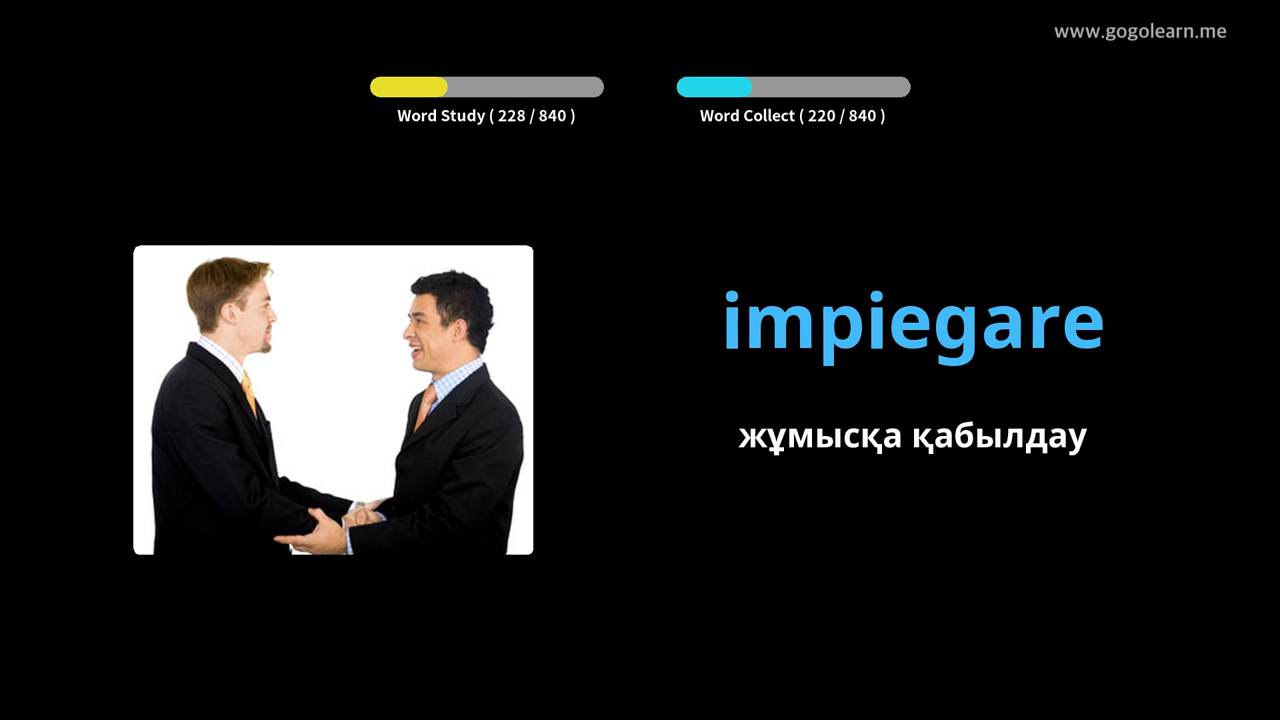 www.gogolearn.me
Word Study ( 228 / 840 )
Word Collect ( 220 / 840 )
impiegare
жұмысқа қабылдау